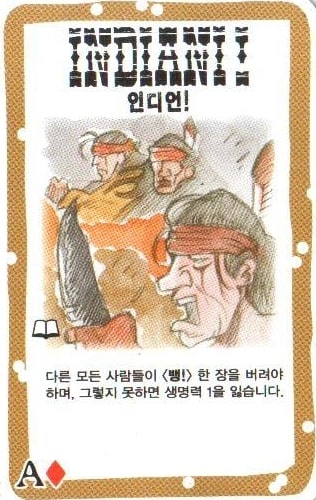 INDIANI!
인디언!
다른 모든 사람들이 〈뱅!〉 한 장을 버려야
하며, 그렇지 못하면 생명력 1을 잃습니다.
A♦